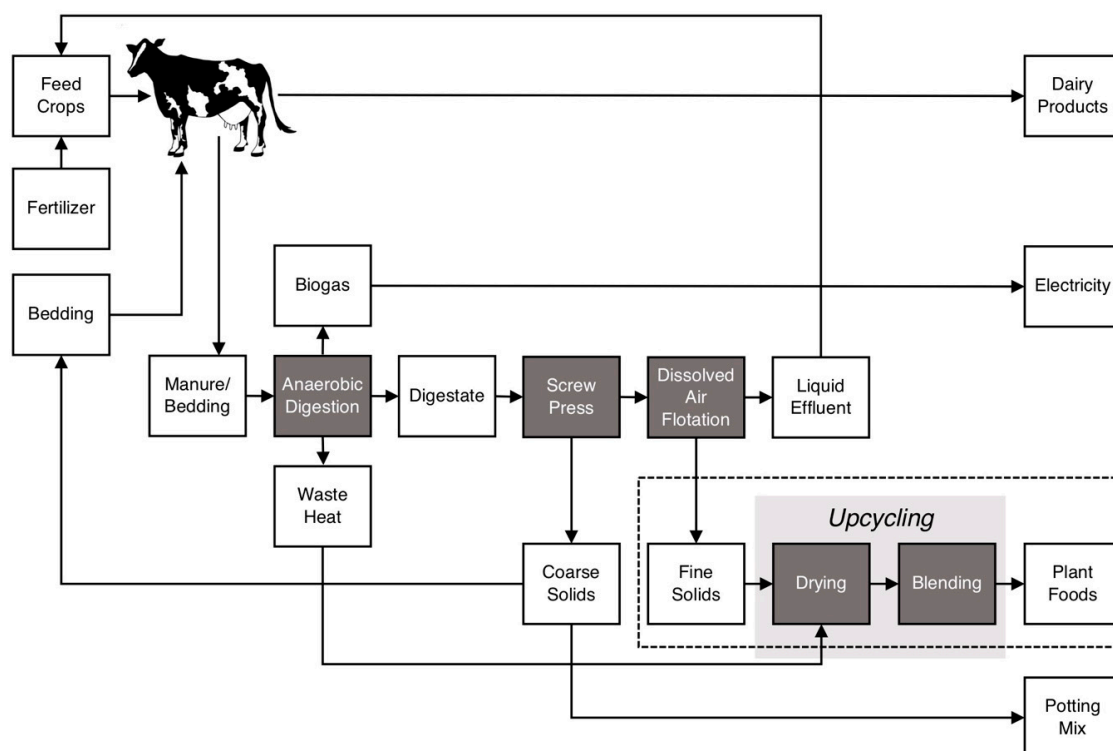 Feed
Crops
Dairy
Products
Fertilizer
Bedding
Biogas
Electricity
Manure/
Bedding
Anaerobic
Digestion
Digestate
Screw
Press
Dissolved
Air
Flotation
Liquid
Effluent
Waste
Heat
Upcycling
Coarse
Solids
Fine
Solids
Drying
Blending
Plant
Foods
Potting
Mix